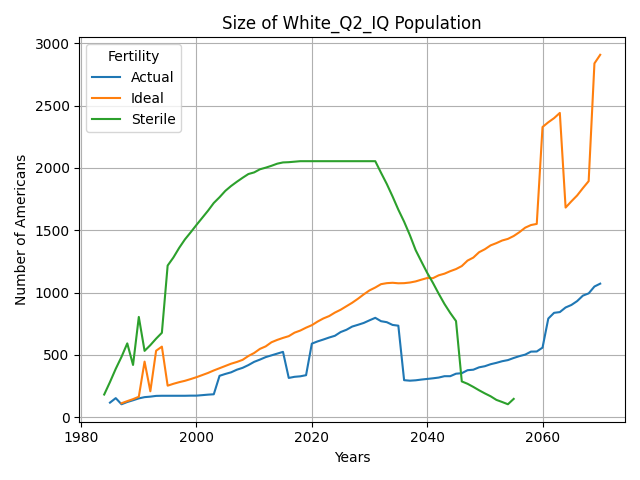 Size of White_Q2_IQ Population
Number of Americans
3000
2500
2000
1500
1000
500
0
Fertility
Actual
Ideal
Sterile
1980
2000
2020
2040
2060
Years